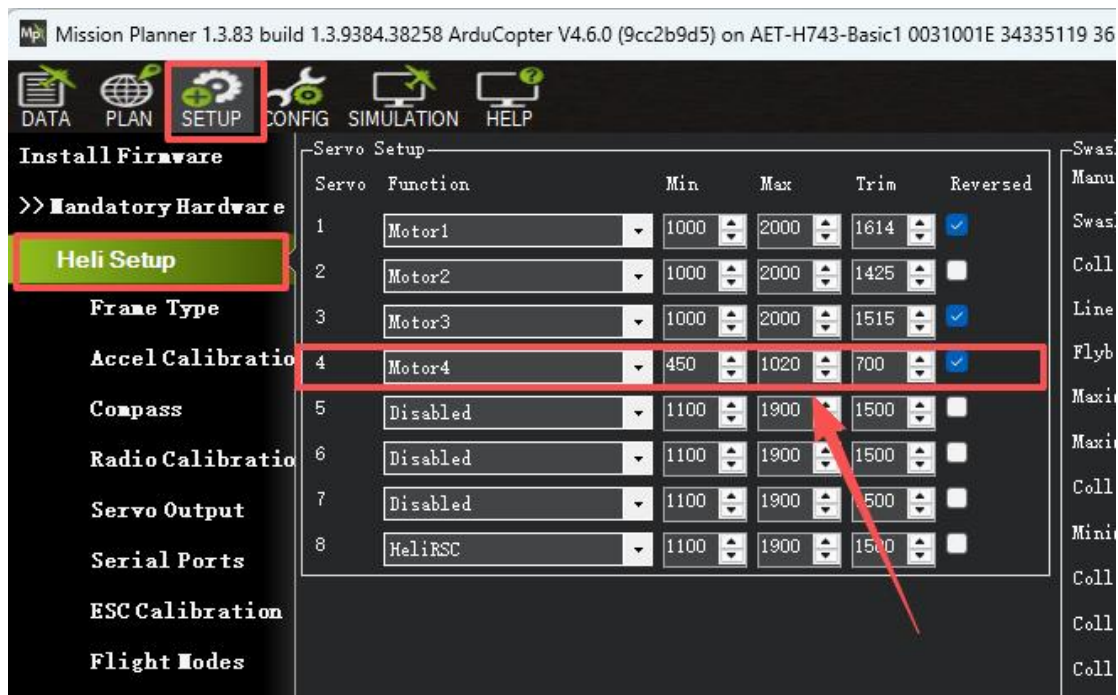 Mission Planner 1.3.83 build 1.3.9384.38258 ArduCopter V4.6.0 (9cc2b9d5) on AET-H743-Basic1 0031001E 34335119 36
DATA PLAN SETUP CONFIG SIMULATION HELP
Install Firmware
>> Mandatory Hardware
Heli Setup
Frame Type
Accel Calibratio
Compass
Radio Calibratio
Servo Output
Serial Ports
ESC Calibration
Flight Modes
Servo Setup
Servo Function Min Max Trim Reversed
1 Motor1 1000 2000 1614
2 Motor2 1000 2000 1425
3 Motor3 1000 2000 1515
4 Motor4 450 1020 700
5 Disabled 1100 1900 1500
6 Disabled 1100 1900 1500
7 Disabled 1100 1900 1500
8 HeliRSC 1100 1900 1500
Swas
Manu
Swas
Coll
Line
Flyb
Maxi
Maxi
Coll
Mini
Coll
Coll
Coll